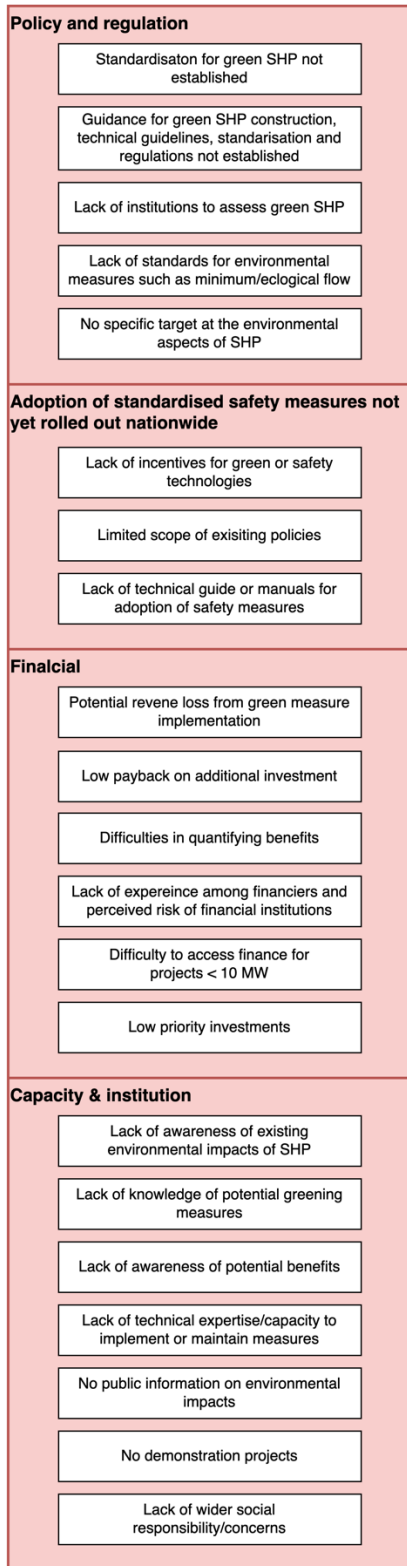 Policy and regulation
Standardisaton for green SHP not
established
Guidance for green SHP construction,
technical guidelines, standarisation and
regulations not established
Lack of institutions to assess green SHP
Lack of standards for environmental
measures such as minimum/eclogical flow
No specific target at the environmental
aspects of SHP
Adoption of standardised safety measures not
yet rolled out nationwide
Lack of incentives for green or safety
technologies
Limited scope of exisiting policies
Lack of technical guide or manuals for
adoption of safety measures
Finalcial
Potential revene loss from green measure
implementation
Low payback on additional investment
Difficulties in quantifying benefits
Lack of expereince among financiers and
perceived risk of financial institutions
Difficulty to access finance for
projects < 10 MW
Low priority investments
Capacity & institution
Lack of awareness of existing
environmental impacts of SHP
Lack of knowledge of potential greening
measures
Lack of awareness of potential benefits
Lack of technical expertise/capacity to
implement or maintain measures
No public information on environmental
impacts
No demonstration projects
Lack of wider social
responsibility/concerns